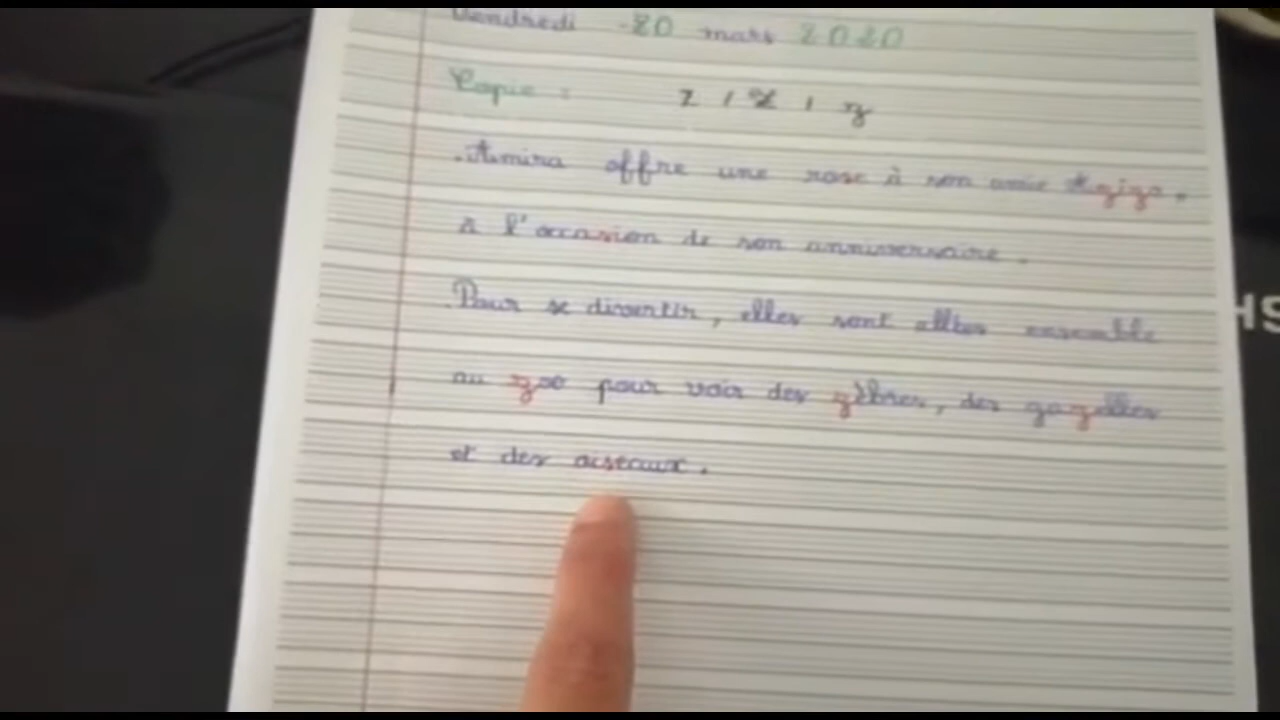 Vendredi 20 mars 2020
Copie : Z / Z / z
Amira offre une rose à son amie Aziza.
à l'occasion de son anniversaire.
Pour se divertir, elles sont allées ensemble
au zoo pour voir des zèbres, des gazelles
et des oiseaux.
HS